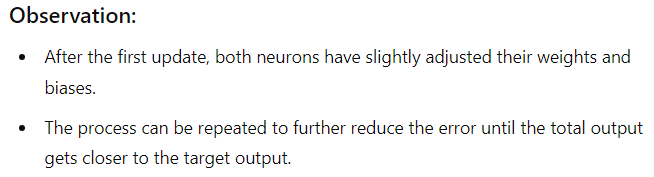 Observation:
• After the first update, both neurons have slightly adjusted their weights and
biases.
• The process can be repeated to further reduce the error until the total output
gets closer to the target output.